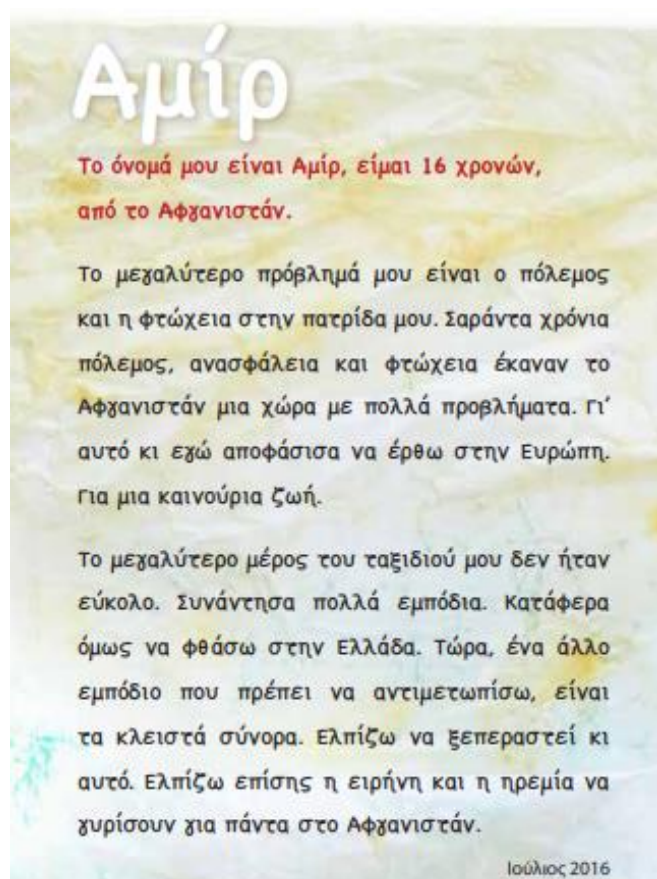 Αμίρ
Το όνομά μου είναι Αμίρ, είμαι 16 χρονών,
από το Αφγανιστάν.
Το μεγαλύτερο πρόβλημά μου είναι ο πόλεμος
και η φτώχεια στην πατρίδα μου. Σαράντα χρόνια
πόλεμος, ανασφάλεια και φτώχεια έκαναν το
Αφγανιστάν μια χώρα με πολλά προβλήματα. Γι'
αυτό κι εγώ αποφάσισα να έρθω στην Ευρώπη.
Για μια καινούρια ζωή.
Το μεγαλύτερο μέρος του ταξιδιού μου δεν ήταν
εύκολο. Συνάντησα πολλά εμπόδια. Κατάφερα
όμως να φθάσω στην Ελλάδα. Τώρα, ένα άλλο
εμπόδιο που πρέπει να αντιμετωπίσω, είναι
τα κλειστά σύνορα. Ελπίζω να ξεπεραστεί κι
αυτό. Ελπίζω επίσης η ειρήνη και η ηρεμία να
γυρίσουν για πάντα στο Αφγανιστάν.
Ιούλιος 2016